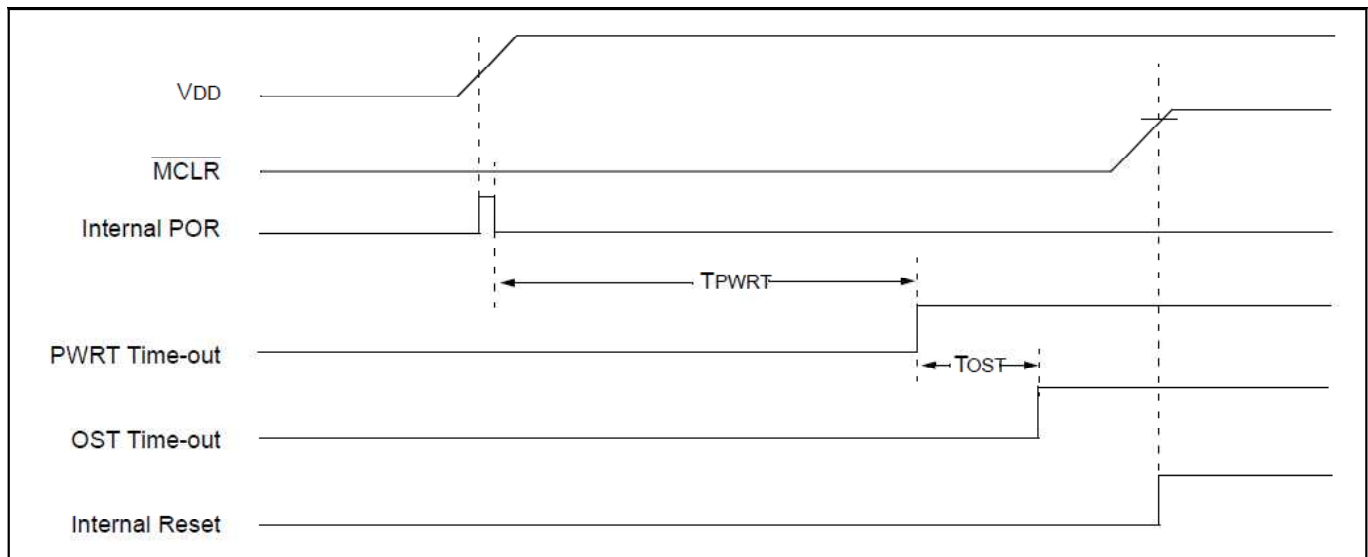 VDD
MCLR
Internal POR
TPWRT
PWRT Time-out
TOST
OST Time-out
Internal Reset